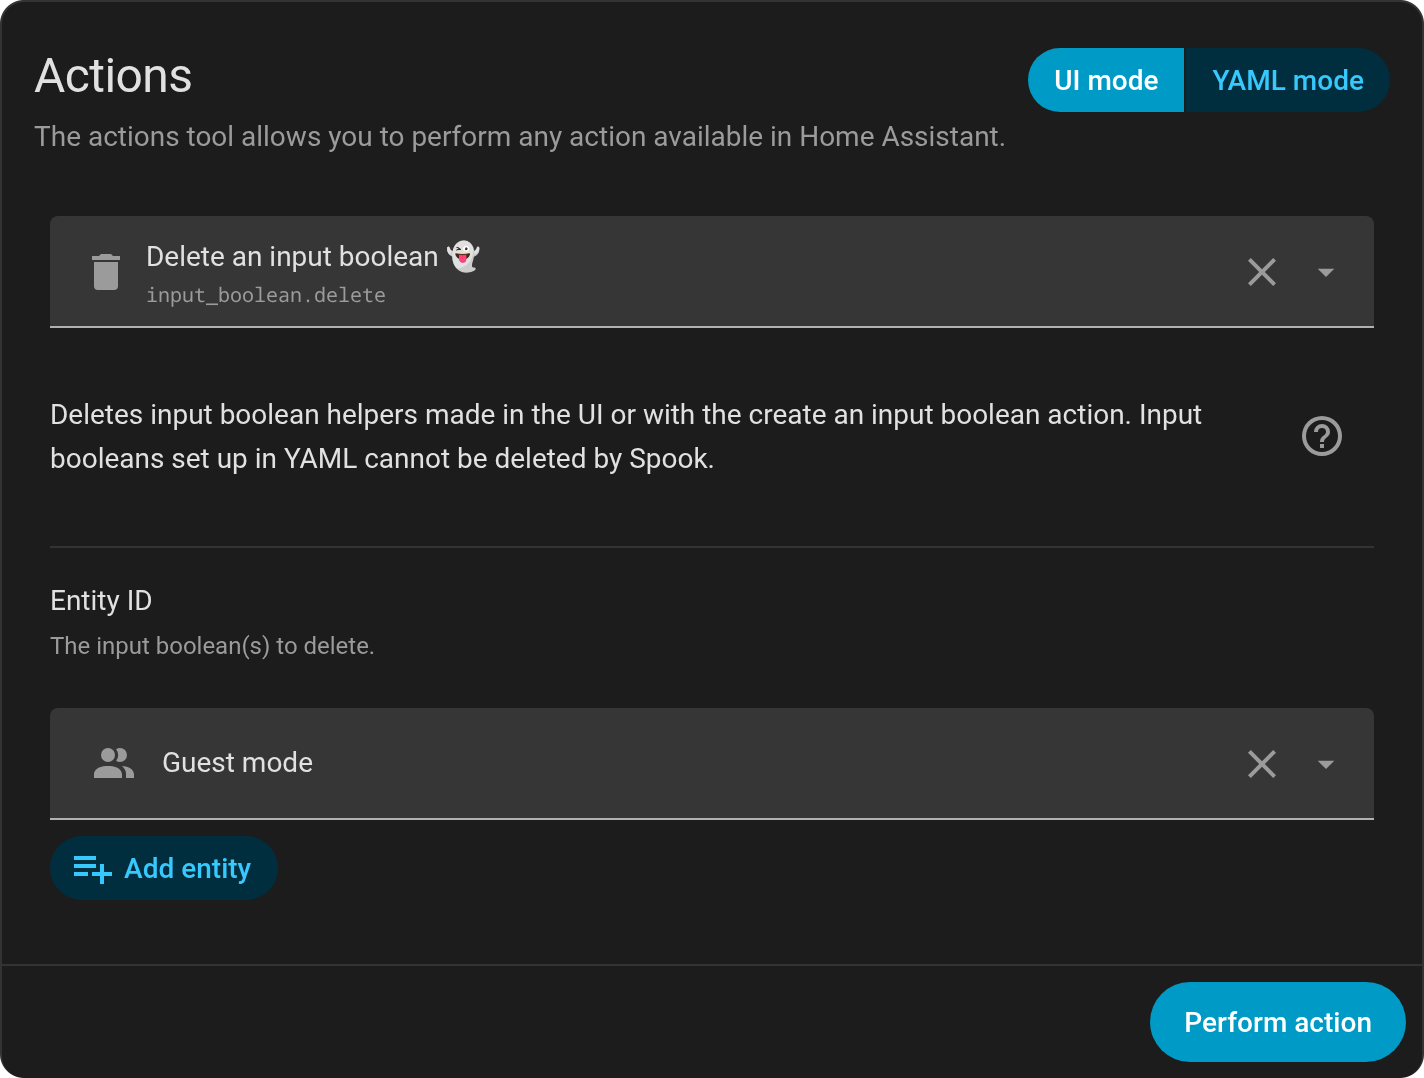 Actions
UI mode
YAML mode
The actions tool allows you to perform any action available in Home Assistant.
Delete an input boolean 👻
input_boolean.delete
Deletes input boolean helpers made in the UI or with the create an input boolean action. Input
booleans set up in YAML cannot be deleted by Spook.
Entity ID
The input boolean(s) to delete.
Guest mode
Add entity
Perform action